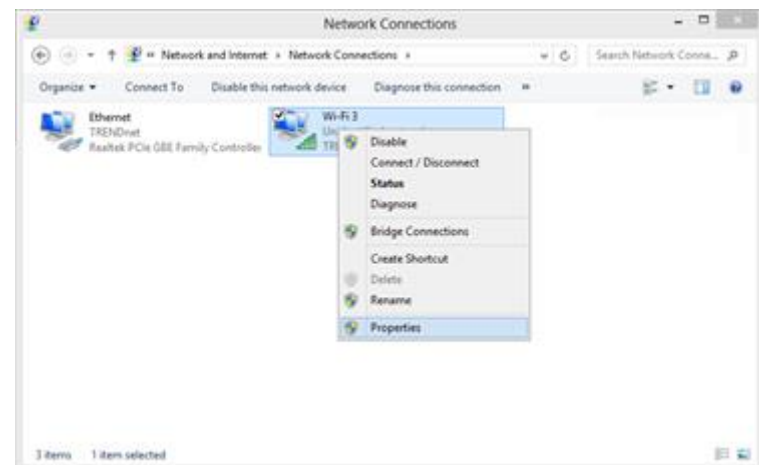 Network Connections
Network and Internet Network Connections
Search Network Conne...
Organize Connect To Disable this network device Diagnose this connection »
Ethernet
TRENDnet
Realtek PCIe GBE Family Controller
Wi-Fi 3
Disable
Connect / Disconnect
Status
Diagnose
Bridge Connections
Create Shortcut
Delete
Rename
Properties
3 items 1 item selected